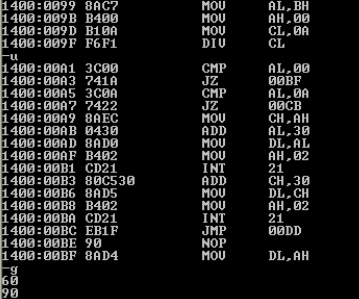 1400:0099 8AC7 MOV AL,BH
1400:009B B400 MOV AH,00
1400:009D B10A MOV CL,0A
1400:009F F6F1 DIV CL
-u
1400:00A1 3C00 CMP AL,00
1400:00A3 741A JZ 00BF
1400:00A5 3C0A CMP AL,0A
1400:00A7 7422 JZ 00CB
1400:00A9 8AEC MOV CH,AH
1400:00AB 0430 ADD AL,30
1400:00AD 8AD0 MOV DL,AL
1400:00AF B402 MOV AH,02
1400:00B1 CD21 INT 21
1400:00B3 80C530 ADD CH,30
1400:00B6 8AD5 MOV DL,CH
1400:00B8 B402 MOV AH,02
1400:00BA CD21 INT 21
1400:00BC EB1F JMP 00DD
1400:00BE 90 NOP
1400:00BF 8AD4 MOV DL,AH
-g
60
90